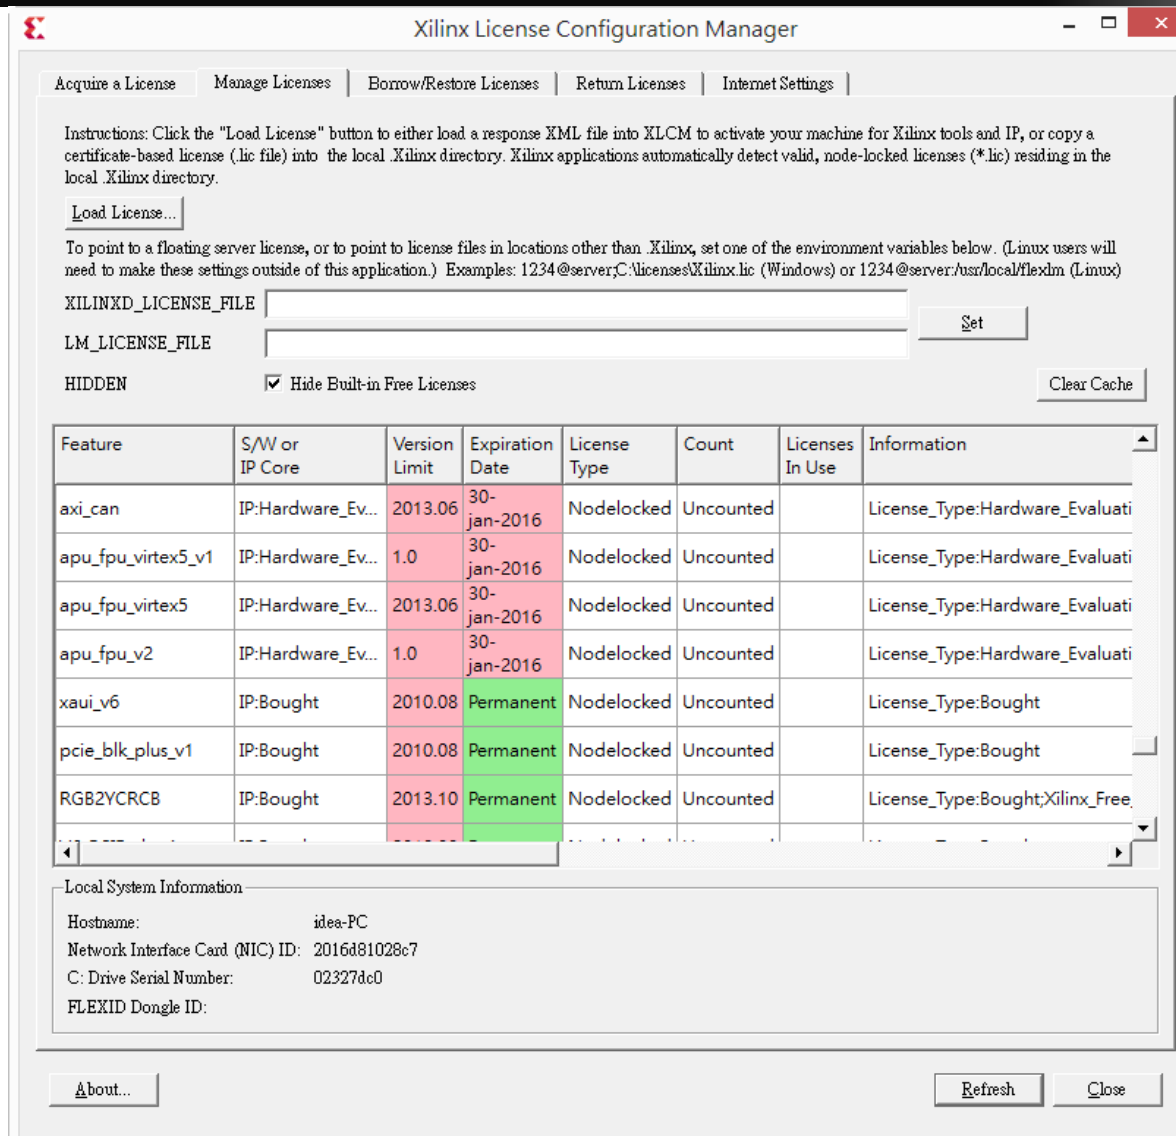 Xilinx License Configuration Manager
Acquire a License
Manage Licenses
Borrow/Restore Licenses
Return Licenses
Internet Settings
Instructions: Click the "Load License" button to either load a response XML file into XLCM to activate your machine for Xilinx tools and IP, or copy a
certificate-based license (.lic file) into the local .Xilinx directory. Xilinx applications automatically detect valid, node-locked licenses (*.lic) residing in the
local .Xilinx directory.
Load License...
To point to a floating server license, or to point to license files in locations other than .Xilinx, set one of the environment variables below. (Linux users will
need to make these settings outside of this application.) Examples: 1234@server;C:\licenses\Xilinx.lic (Windows) or 1234@server:/usr/local/flexlm (Linux)
XILINXD_LICENSE_FILE
Set
LM_LICENSE_FILE
HIDDEN Hide Built-in Free Licenses Clear Cache
Feature S/W or IP Core Version Limit Expiration Date License Type Count Licenses In Use Information
axi_can IP:Hardware_Ev... 2013.06 30-jan-2016 Nodelocked Uncounted License_Type:Hardware_Evaluati
apu_fpu_virtex5_v1 IP:Hardware_Ev... 1.0 30-jan-2016 Nodelocked Uncounted License_Type:Hardware_Evaluati
apu_fpu_virtex5 IP:Hardware_Ev... 2013.06 30-jan-2016 Nodelocked Uncounted License_Type:Hardware_Evaluati
apu_fpu_v2 IP:Hardware_Ev... 1.0 30-jan-2016 Nodelocked Uncounted License_Type:Hardware_Evaluati
xaui_v6 IP:Bought 2010.08 Permanent Nodelocked Uncounted License_Type:Bought
pcie_blk_plus_v1 IP:Bought 2010.08 Permanent Nodelocked Uncounted License_Type:Bought
RGB2YCRCB IP:Bought 2013.10 Permanent Nodelocked Uncounted License_Type:Bought;Xilinx_Free_
Local System Information
Hostname: idea-PC
Network Interface Card (NIC) ID: 2016d81028c7
C: Drive Serial Number: 02327dc0
FLEXID Dongle ID:
About... Refresh Close